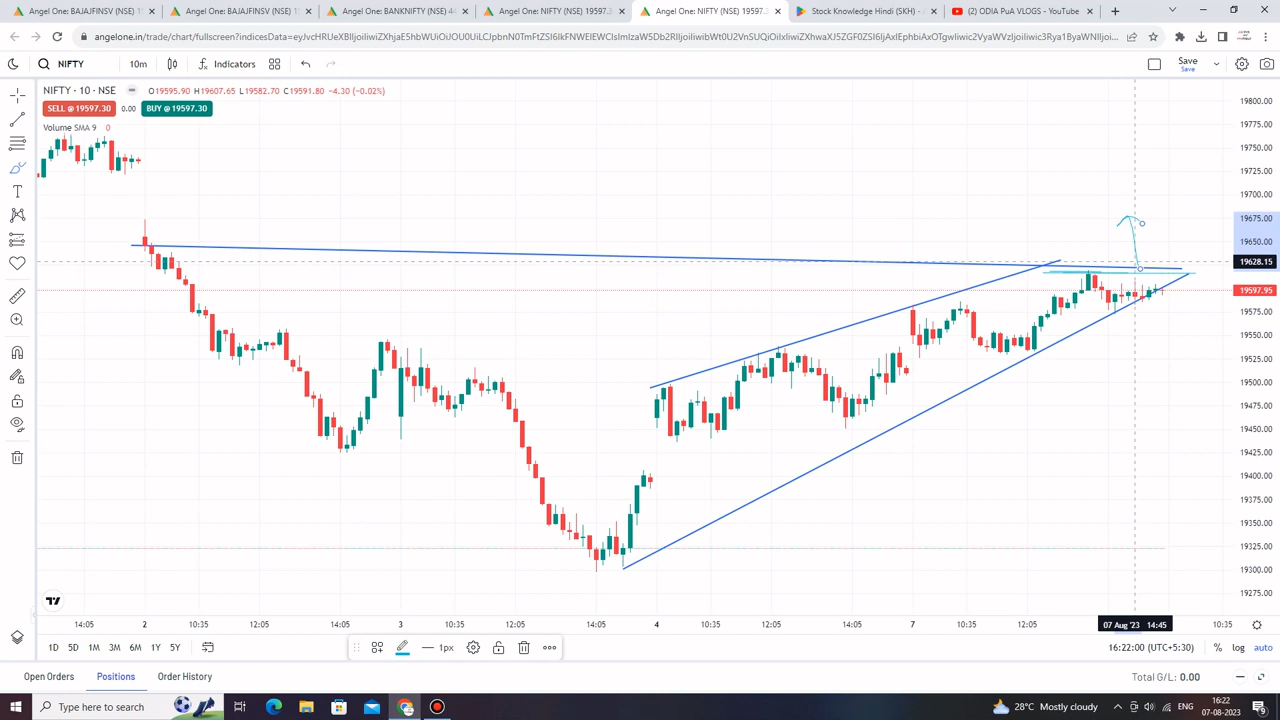 Angel One: BAJAJFINSV (NSE) 1
Angel One: BAJAJFINSV (NSE) 15
Angel One: BANKNIFTY (NSE) 44
Angel One: NIFTY (NSE) 19597.3
Angel One: NIFTY (NSE) 19597.3
Stock Knowledge Hindi (SKH) - A
(2) ODIA PuA VLOGS - YouTube
NIFTY
10m
Indicators
Save
Save
NIFTY · 10 · NSE
O19595.90 H19607.65 L19582.70 C19591.80 -4.30 (-0.02%)
SELL @ 19597.30
0.00
BUY @ 19597.30
Volume SMA 9 0
19800.00
19775.00
19750.00
19725.00
19700.00
19675.00
19650.00
19628.15
19597.95
19575.00
19550.00
19525.00
19500.00
19475.00
19450.00
19425.00
19400.00
19375.00
19350.00
19325.00
19300.00
19275.00
14:05 2 10:35 12:05 14:05 3 10:35 12:05 14:05 4 10:35 12:05 14:05 7 10:35 12:05 07 Aug '23 14:45 10:35
1D 5D 1M 3M 6M 1Y 5Y
1px
16:22:00 (UTC+5:30)
% log auto
Open Orders Positions Order History
Total G/L: 0.00
Type here to search
28°C Mostly cloudy
ENG
16:22
07-08-2023